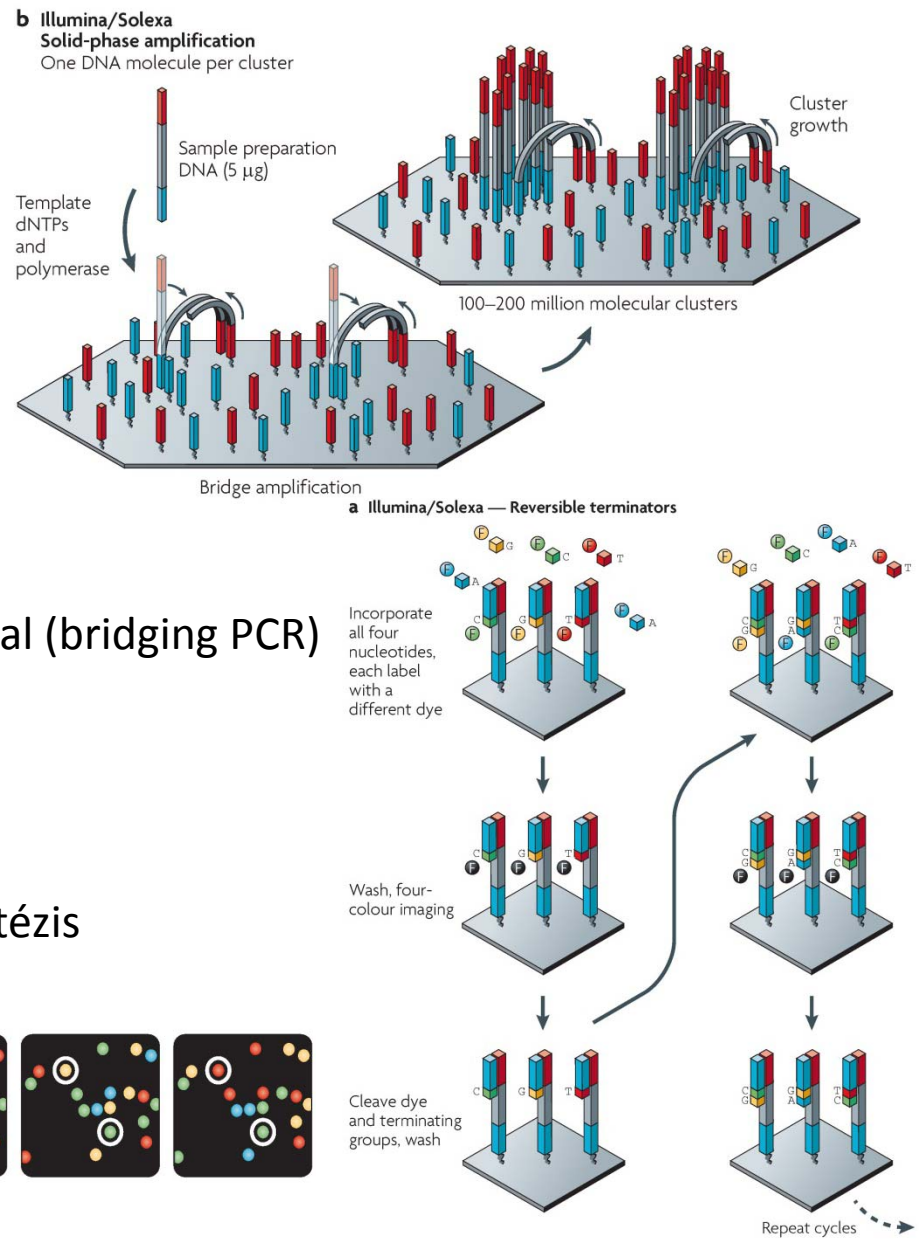 b Illumina/Solexa
Solid-phase amplification
One DNA molecule per cluster
Sample preparation
DNA (5 µg)
Template
dNTPs
and
polymerase
Cluster
growth
100–200 million molecular clusters
Bridge amplification
a Illumina/Solexa — Reversible terminators
al (bridging PCR)
tézis
Incorporate
all four
nucleotides,
each label
with a
different dye
F G
F C
F T
F A
F A
C G T
F F F
F G
F C
F A
F T
C G T
G A C
F F F
Wash, four-
colour imaging
C G T
F F F
C G T
G A C
F F F
Cleave dye
and terminating
groups, wash
C G T
C G T
G A C
Repeat cycles